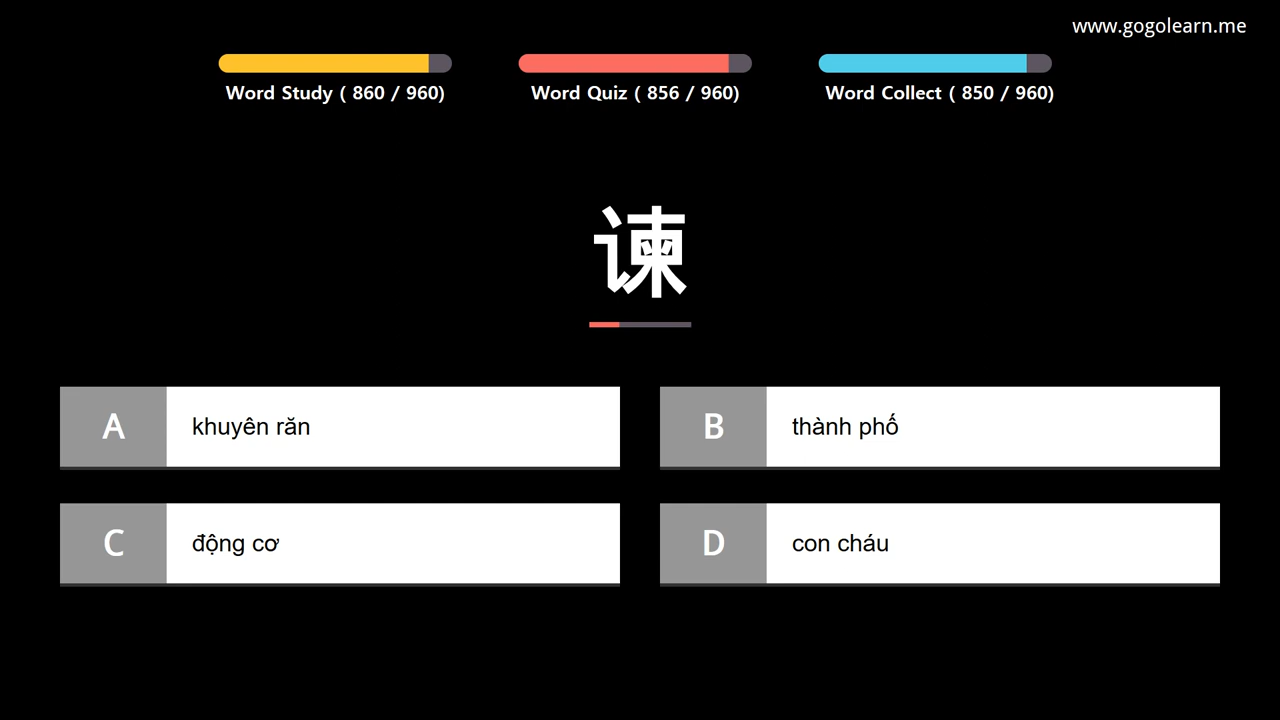 www.gogolearn.me
Word Study ( 860 / 960)
Word Quiz ( 856 / 960)
Word Collect ( 850 / 960)
谏
A
khuyên răn
B
thành phố
C
động cơ
D
con cháu